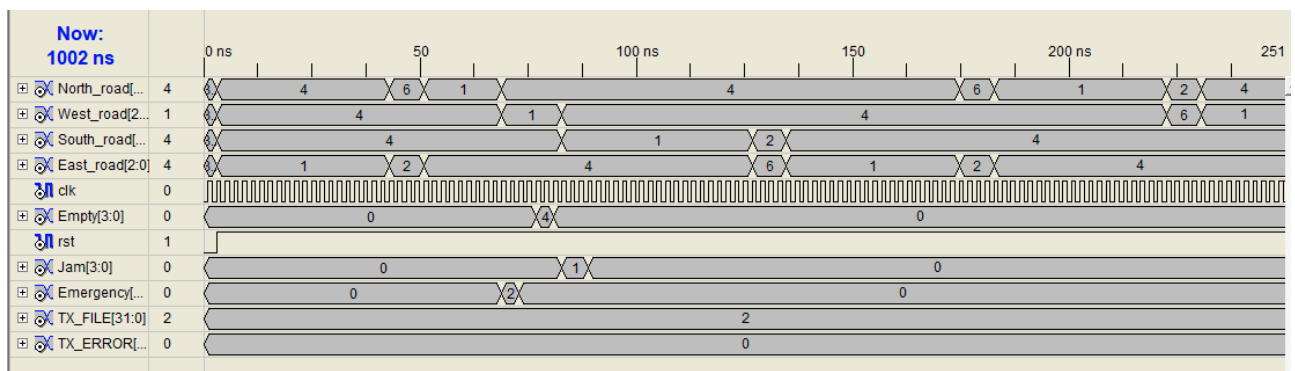 Now:
1002 ns
0 ns 50 100 ns 150 200 ns 251
North_road[... 4 4 6 1 4 6 1 2 4
West_road[2... 1 4 1 4 6 1
South_road[... 4 4 1 2 4
East_road[2:0] 4 1 2 4 6 1 2 4
clk 0
Empty[3:0] 0 0 4 0
rst 1
Jam[3:0] 0 0 1 0
Emergency[... 0 0 2 0
TX_FILE[31:0] 2 2
TX_ERROR[... 0 0